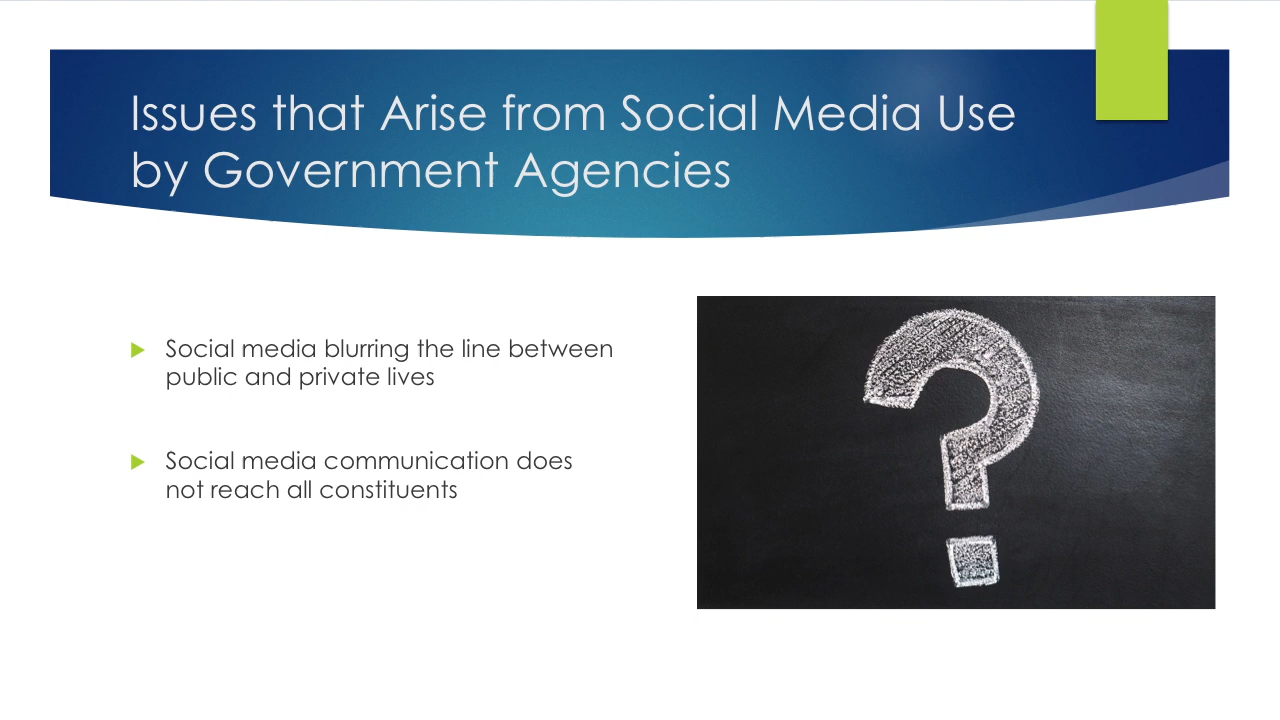 Issues that Arise from Social Media Use
by Government Agencies
Social media blurring the line between
public and private lives
Social media communication does
not reach all constituents
?